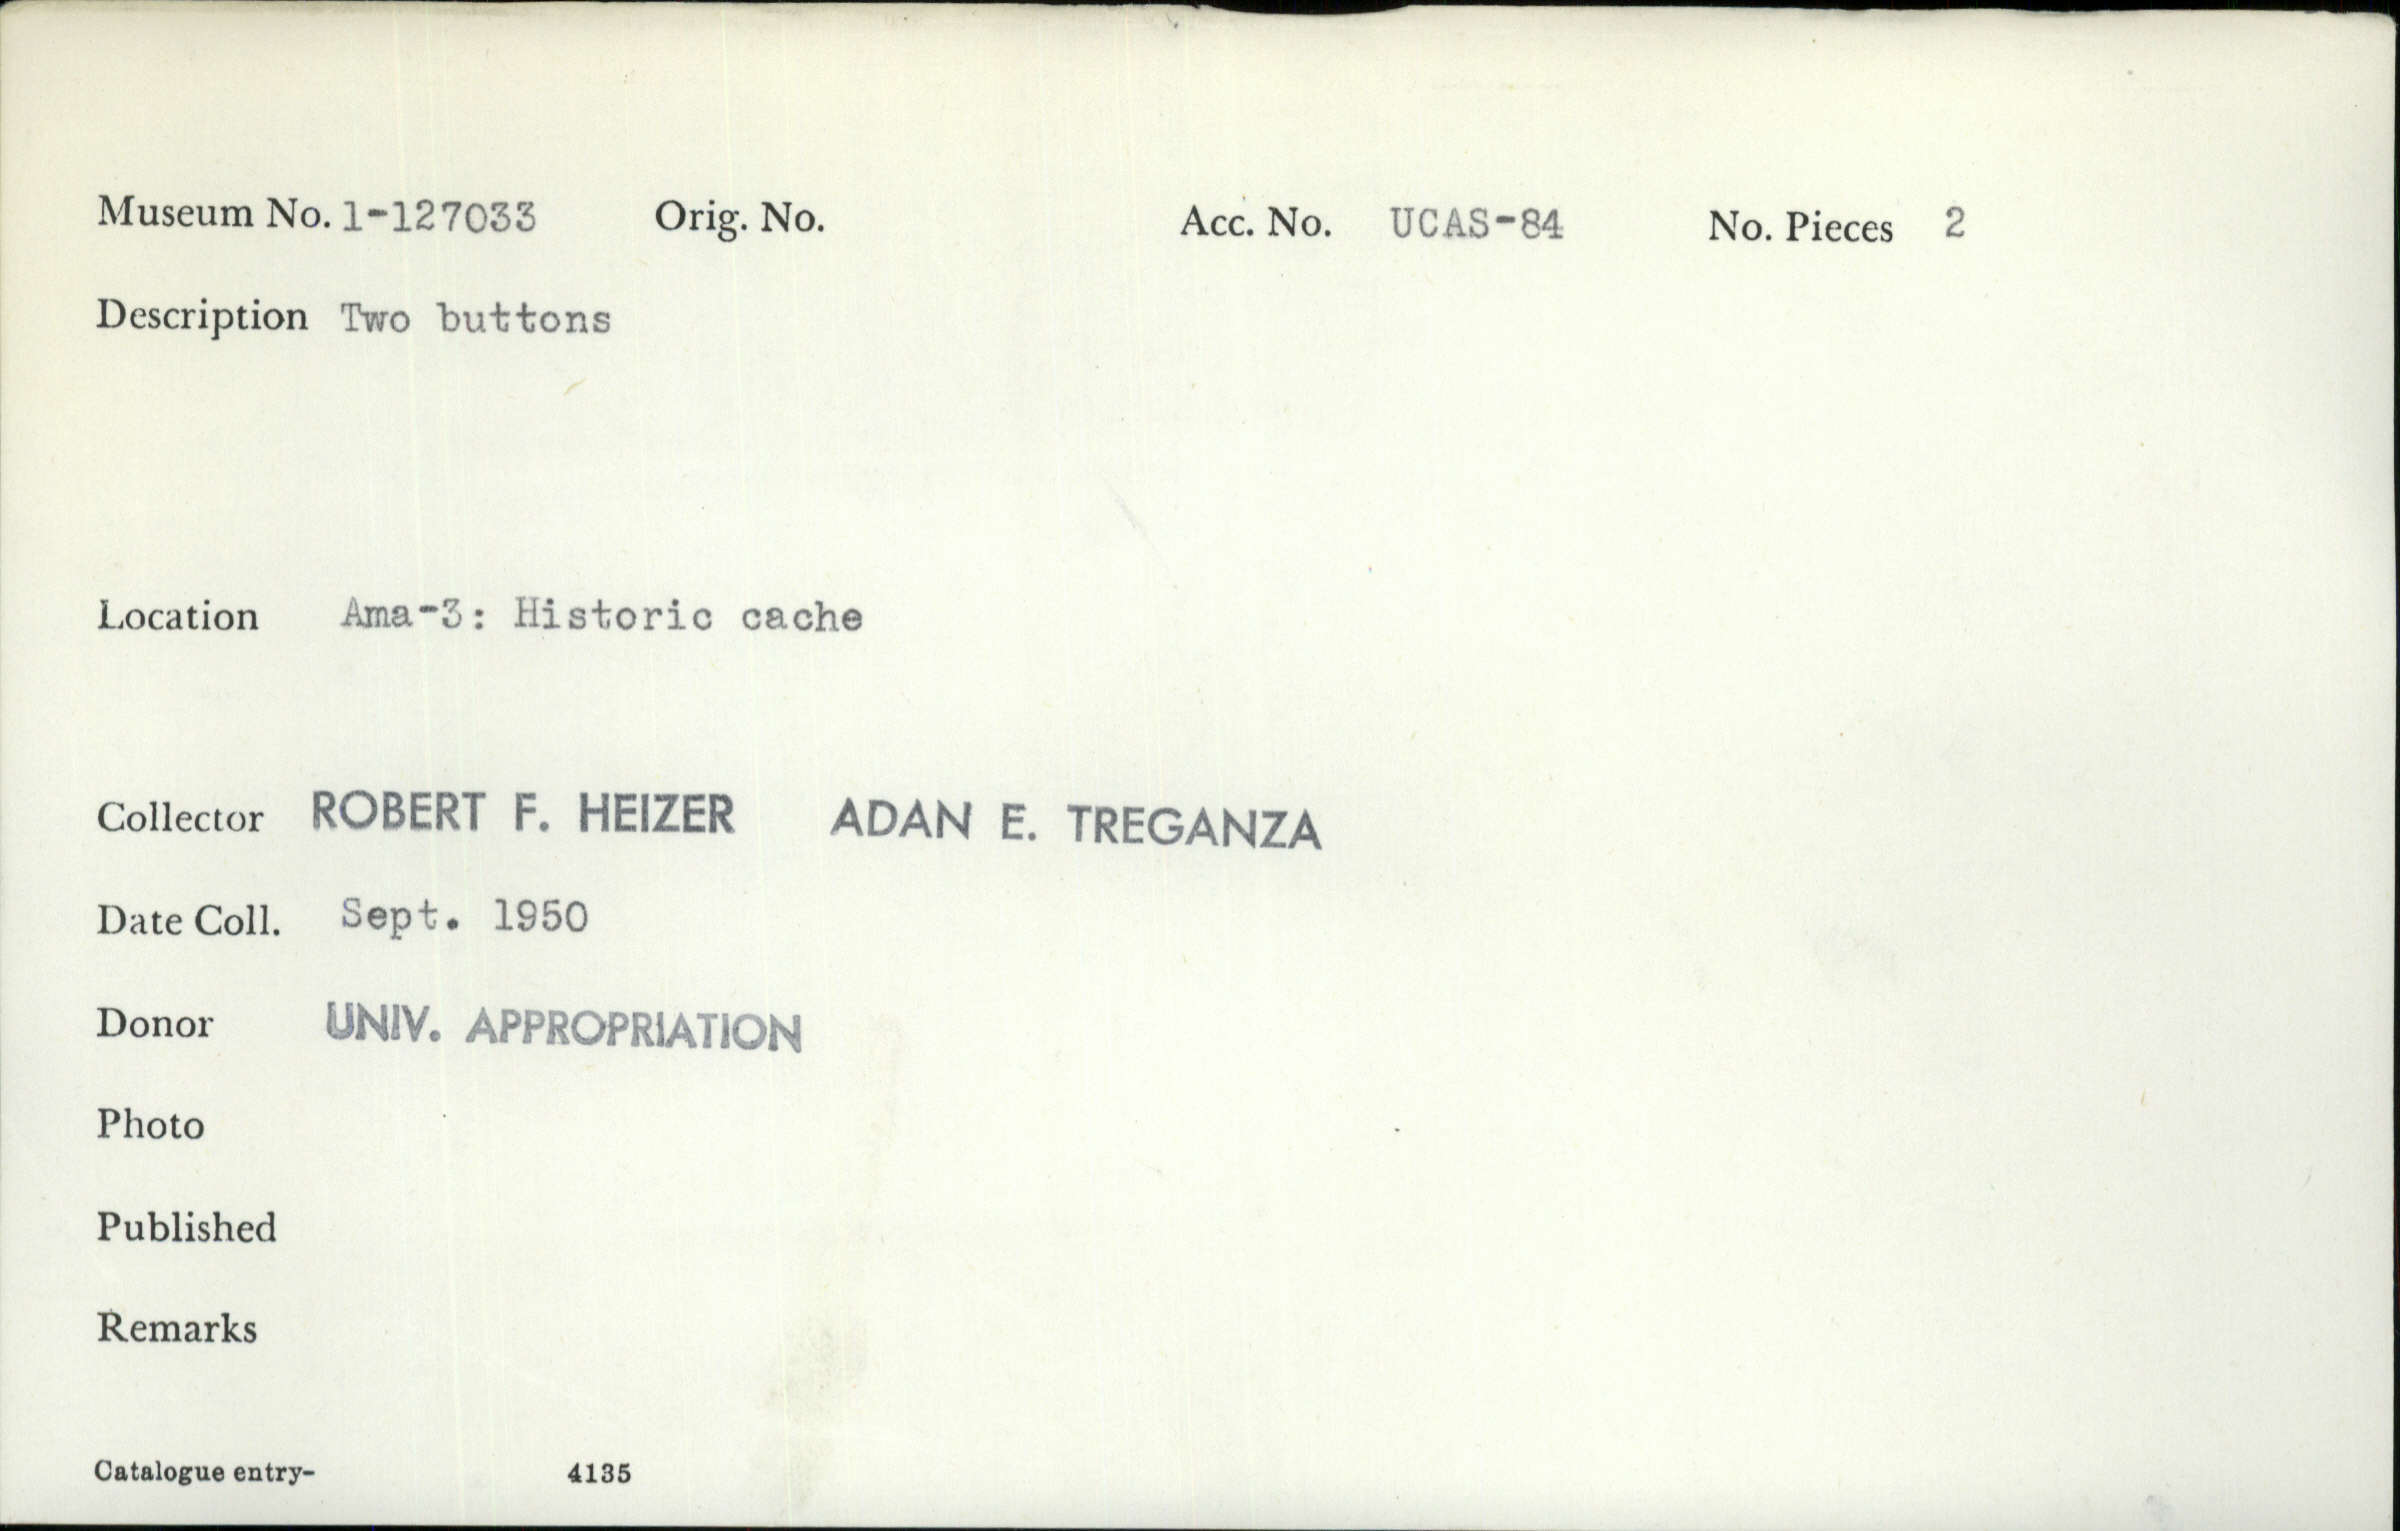 Museum No. 1-127033 Orig. No. Acc. No. UCAS-84 No. Pieces 2
Description Two buttons
Location Ama-3: Historic cache
Collector ROBERT F. HEIZER ADAN E. TREGANZA
Date Coll. Sept. 1950
Donor UNIV. APPROPRIATION
Photo
Published
Remarks
Catalogue entry- 4135